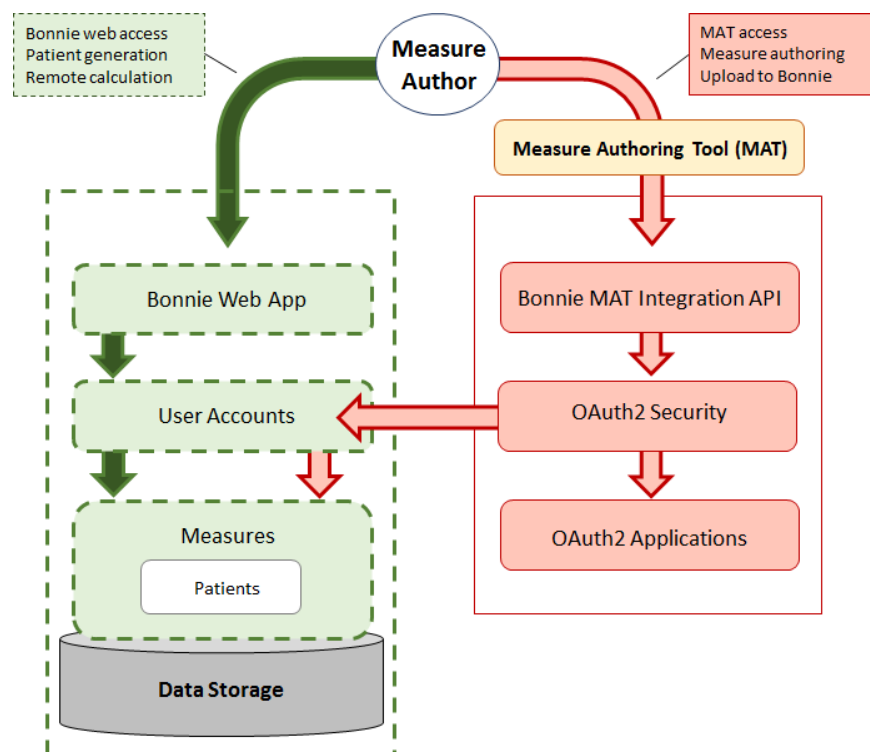 Bonnie web access
Patient generation
Remote calculation
Measure
Author
MAT access
Measure authoring
Upload to Bonnie
Measure Authoring Tool (MAT)
Bonnie Web App
Bonnie MAT Integration API
User Accounts
OAuth2 Security
Measures
Patients
OAuth2 Applications
Data Storage